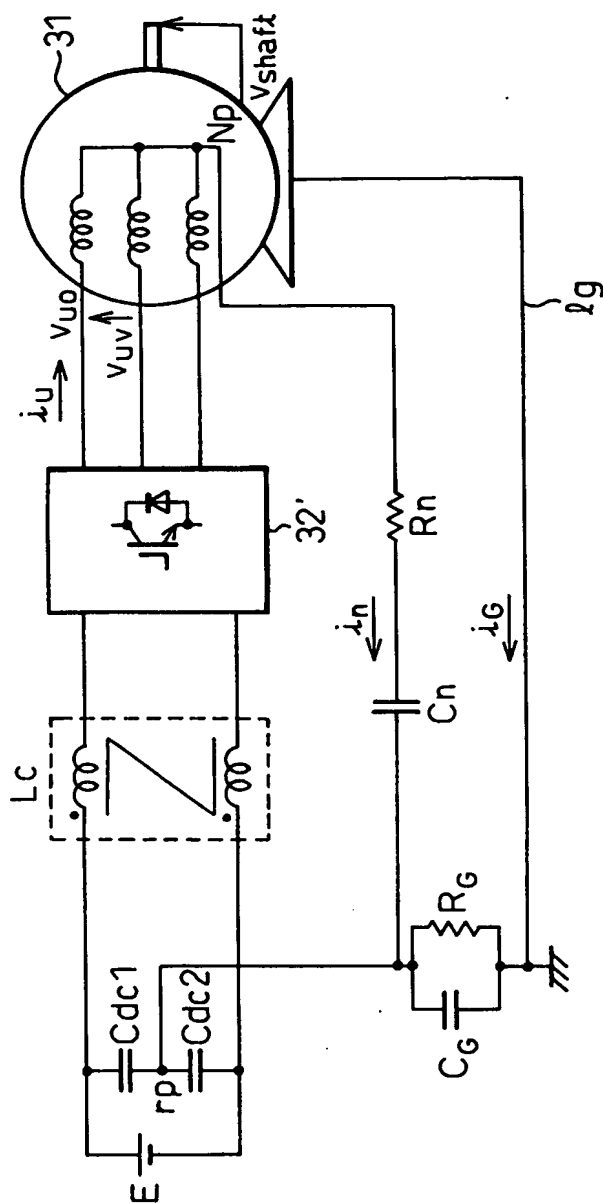 31
Vshaft
Np
Vuo
Vuv
iu
32'
Lc
Rn
in
Cn
iG
ℓg
Cdc1
rp
Cdc2
E
RG
CG